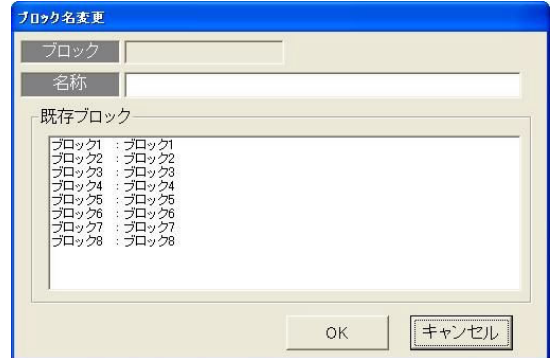 ブロック名変更
ブロック
名称
既存ブロック
ブロック1 : ブロック1
ブロック2 : ブロック2
ブロック3 : ブロック3
ブロック4 : ブロック4
ブロック5 : ブロック5
ブロック6 : ブロック6
ブロック7 : ブロック7
ブロック8 : ブロック8
OK キャンセル